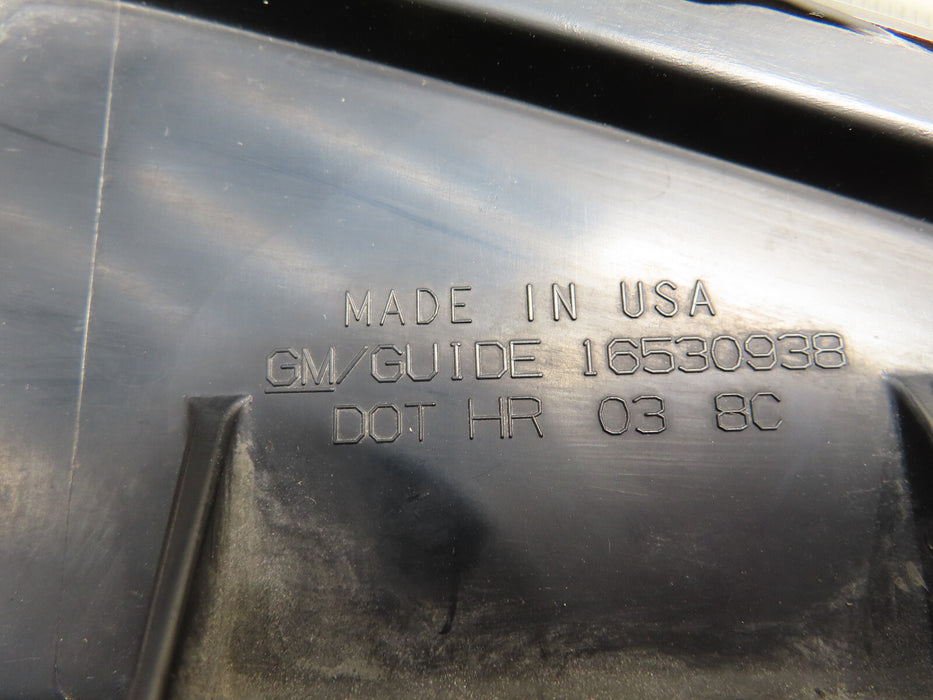 MADE IN USA
GM/GUIDE 16530938
DOT HR 03 8C